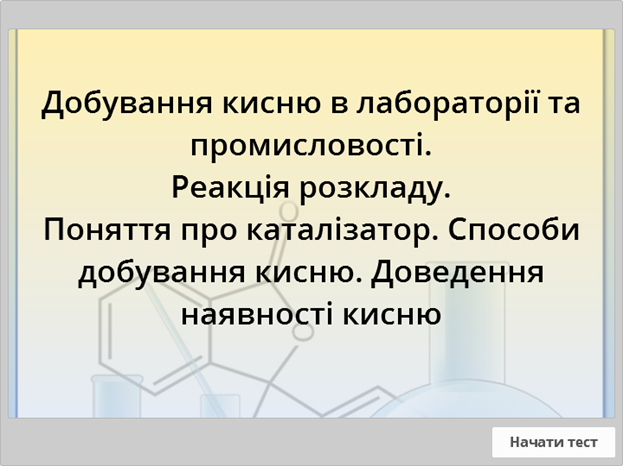 Добування кисню в лабораторії та
промисловості.
Реакція розкладу.
Поняття про каталізатор. Способи
добування кисню. Доведення
наявності кисню
Начати тест